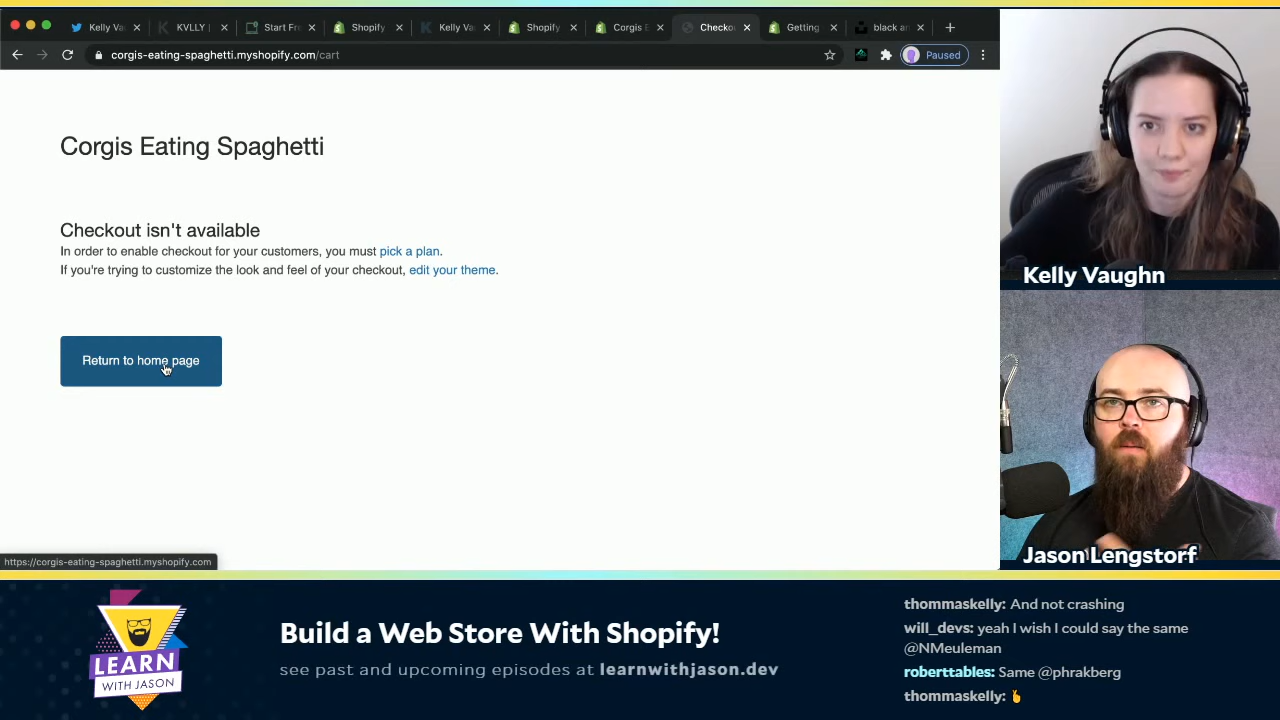 Kelly Va
KVLLY
Start Fre
Shopify
Kelly Va
Shopify
Corgis E
Checko
Getting
black a
corgis-eating-spaghetti.myshopify.com/cart
Paused
Corgis Eating Spaghetti
Checkout isn't available
In order to enable checkout for your customers, you must pick a plan.
If you're trying to customize the look and feel of your checkout, edit your theme.
Return to home page
https://corgis-eating-spaghetti.myshopify.com
Kelly Vaughn
Jason Lengstorf
LEARN
WITH JASON
Build a Web Store With Shopify!
see past and upcoming episodes at learnwithjason.dev
thommaskelly: And not crashing
will_devs: yeah I wish I could say the same
@NMeuleman
roberttables: Same @phrakberg
thommaskelly: 🤞